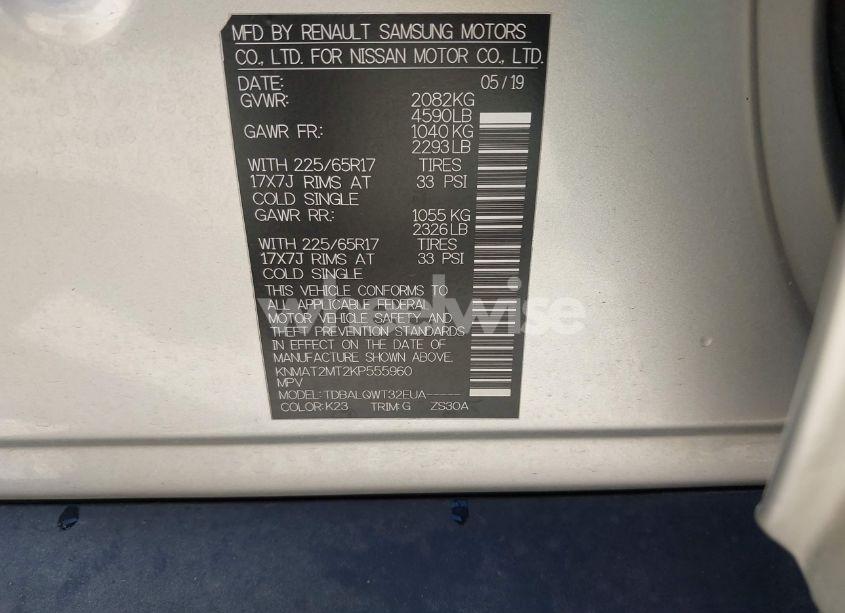 MFD BY RENAULT SAMSUNG MOTORS
CO., LTD. FOR NISSAN MOTOR CO., LTD.
DATE: 05/19
GVWR: 2082KG
4590LB
GAWR FR: 1040 KG
2293LB
WITH 225/65R17 TIRES
17X7J RIMS AT 33 PSI
COLD SINGLE
GAWR RR: 1055 KG
2326LB
WITH 225/65R17 TIRES
17X7J RIMS AT 33 PSI
COLD SINGLE
THIS VEHICLE CONFORMS TO
ALL APPLICABLE FEDERAL
MOTOR VEHICLE SAFETY AND
THEFT PREVENTION STANDARDS
IN EFFECT ON THE DATE OF
MANUFACTURE SHOWN ABOVE.
KNMAT2MT2KP555960
MPV
MODEL: TDBALQWT32EUA-----
COLOR: K23 TRIM: G ZS30A
wheelwise